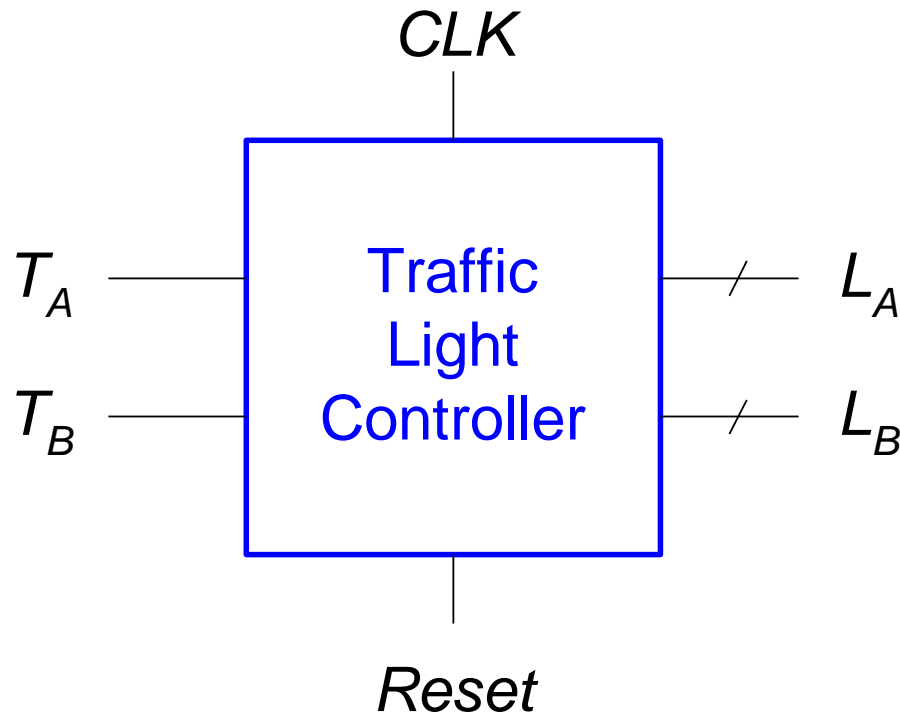 CLK
T_A
Traffic
Light
Controller
L_A
T_B
L_B
Reset